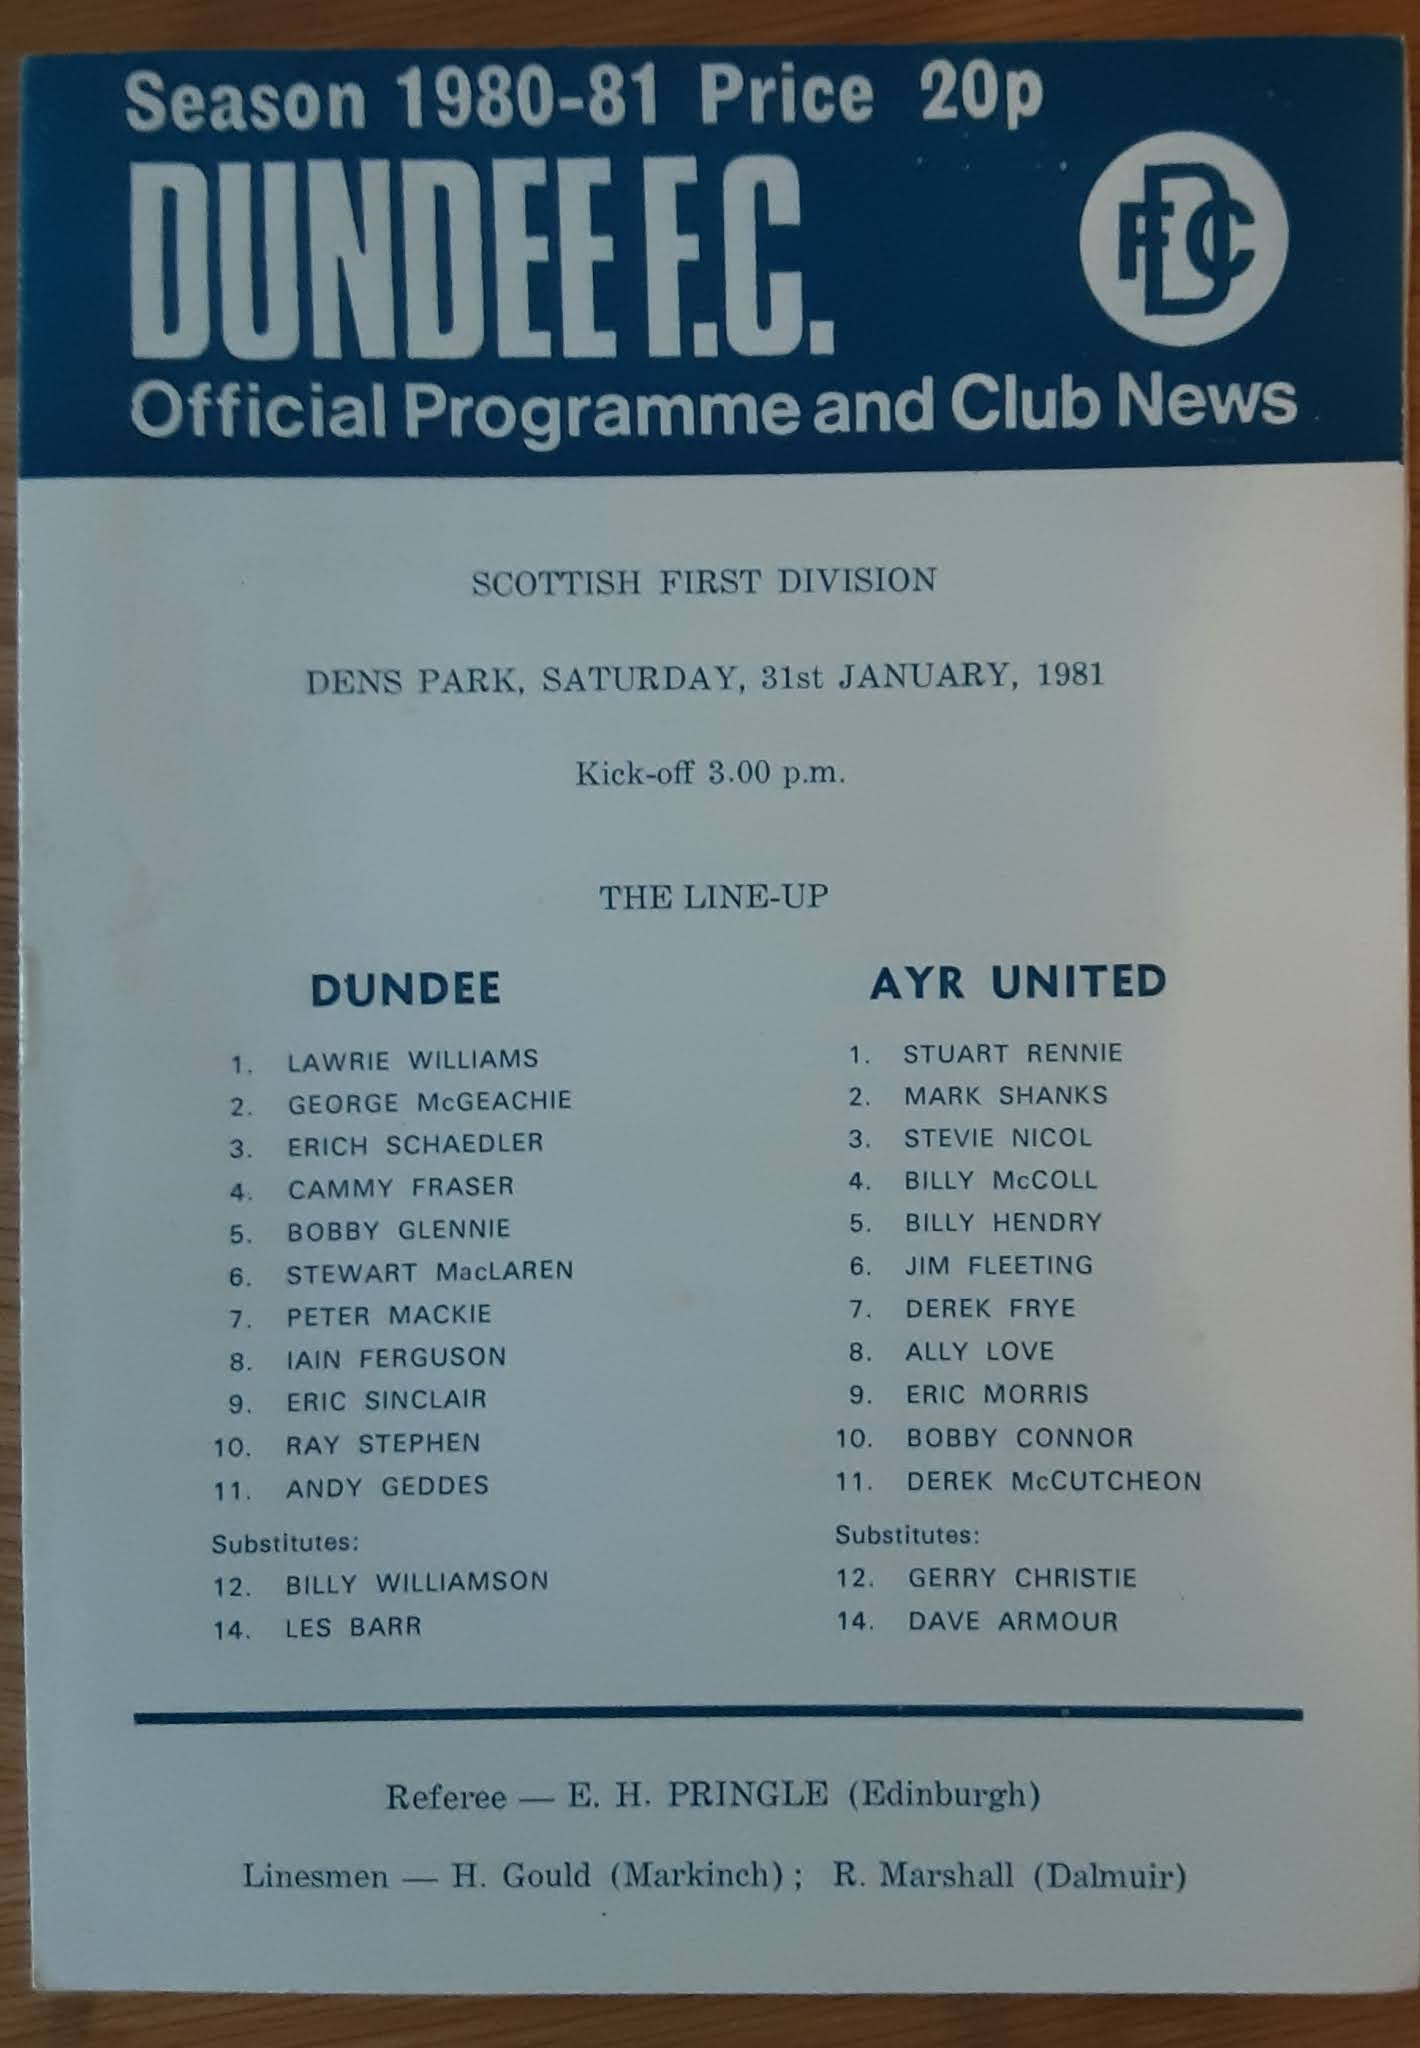 Season 1980-81 Price 20p
DUNDEE F.C.
DFC
Official Programme and Club News
SCOTTISH FIRST DIVISION
DENS PARK, SATURDAY, 31st JANUARY, 1981
Kick-off 3.00 p.m.
THE LINE-UP
DUNDEE
1. LAWRIE WILLIAMS
2. GEORGE McGEACHIE
3. ERICH SCHAEDLER
4. CAMMY FRASER
5. BOBBY GLENNIE
6. STEWART MacLAREN
7. PETER MACKIE
8. IAIN FERGUSON
9. ERIC SINCLAIR
10. RAY STEPHEN
11. ANDY GEDDES
Substitutes:
12. BILLY WILLIAMSON
14. LES BARR
AYR UNITED
1. STUART RENNIE
2. MARK SHANKS
3. STEVIE NICOL
4. BILLY McCOLL
5. BILLY HENDRY
6. JIM FLEETING
7. DEREK FRYE
8. ALLY LOVE
9. ERIC MORRIS
10. BOBBY CONNOR
11. DEREK McCUTCHEON
Substitutes:
12. GERRY CHRISTIE
14. DAVE ARMOUR
Referee — E. H. PRINGLE (Edinburgh)
Linesmen — H. Gould (Markinch) ; R. Marshall (Dalmuir)